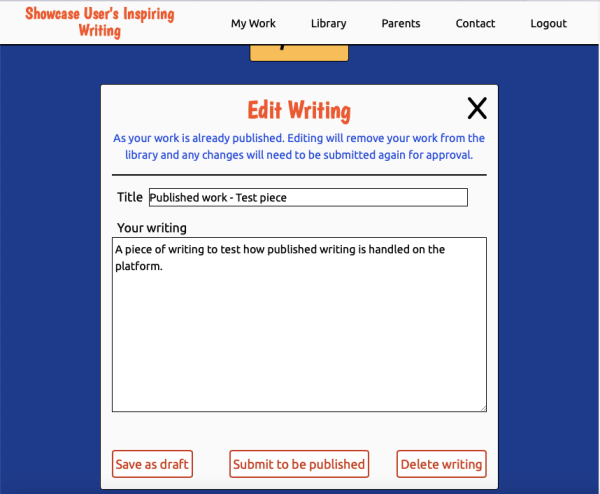 Showcase User's Inspiring
Writing
My Work
Library
Parents
Contact
Logout
Edit Writing
As your work is already published. Editing will remove your work from the
library and any changes will need to be submitted again for approval.
Title
Published work - Test piece
Your writing
A piece of writing to test how published writing is handled on the
platform.
Save as draft
Submit to be published
Delete writing